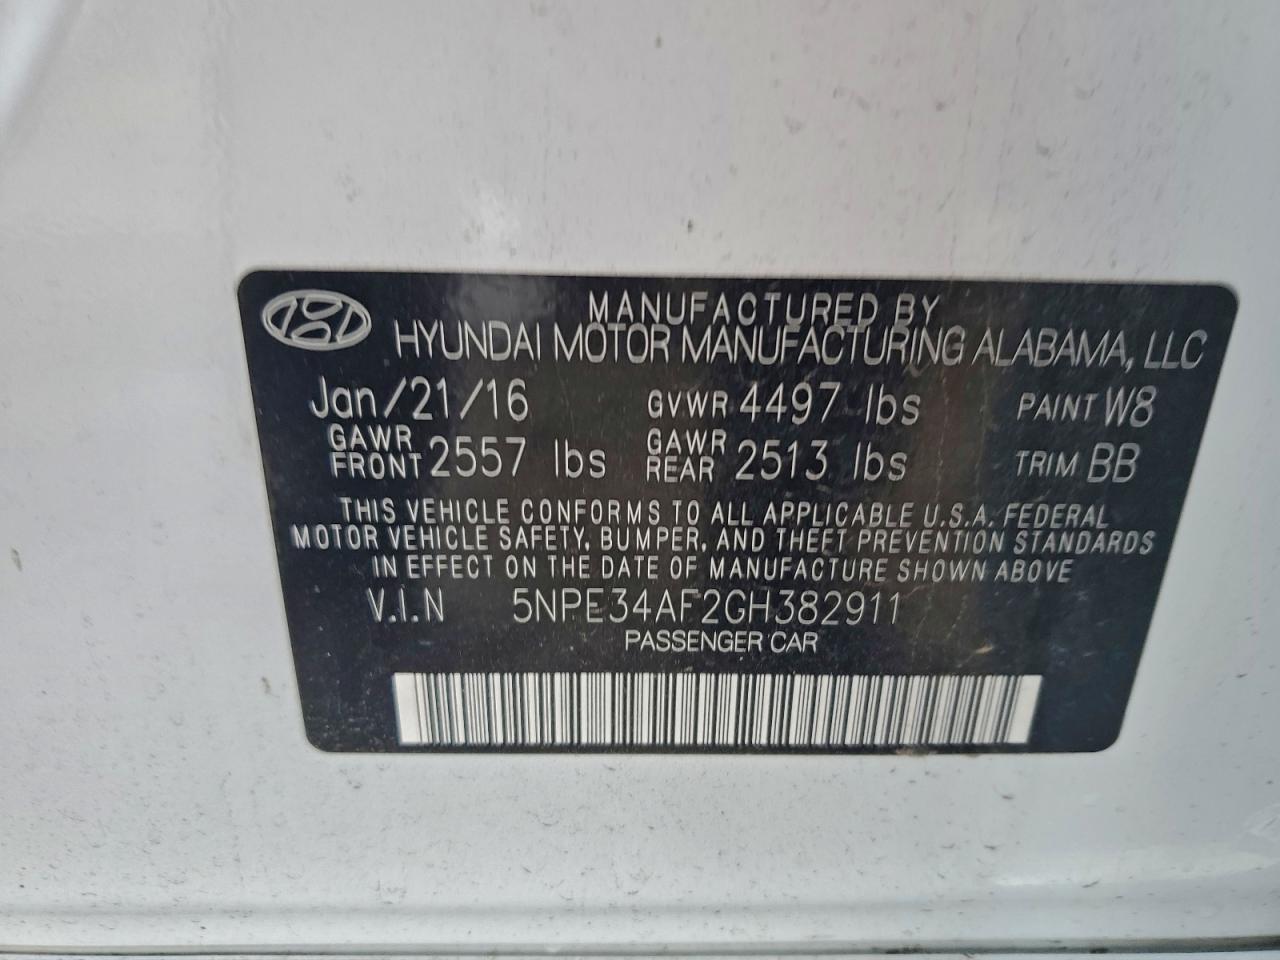 MANUFACTURED BY
HYUNDAI MOTOR MANUFACTURING ALABAMA, LLC
Jan/21/16 GVWR 4497 lbs PAINT W8
GAWR FRONT 2557 lbs GAWR REAR 2513 lbs TRIM BB
THIS VEHICLE CONFORMS TO ALL APPLICABLE U.S.A. FEDERAL
MOTOR VEHICLE SAFETY, BUMPER, AND THEFT PREVENTION STANDARDS
IN EFFECT ON THE DATE OF MANUFACTURE SHOWN ABOVE
V.I.N 5NPE34AF2GH382911
PASSENGER CAR